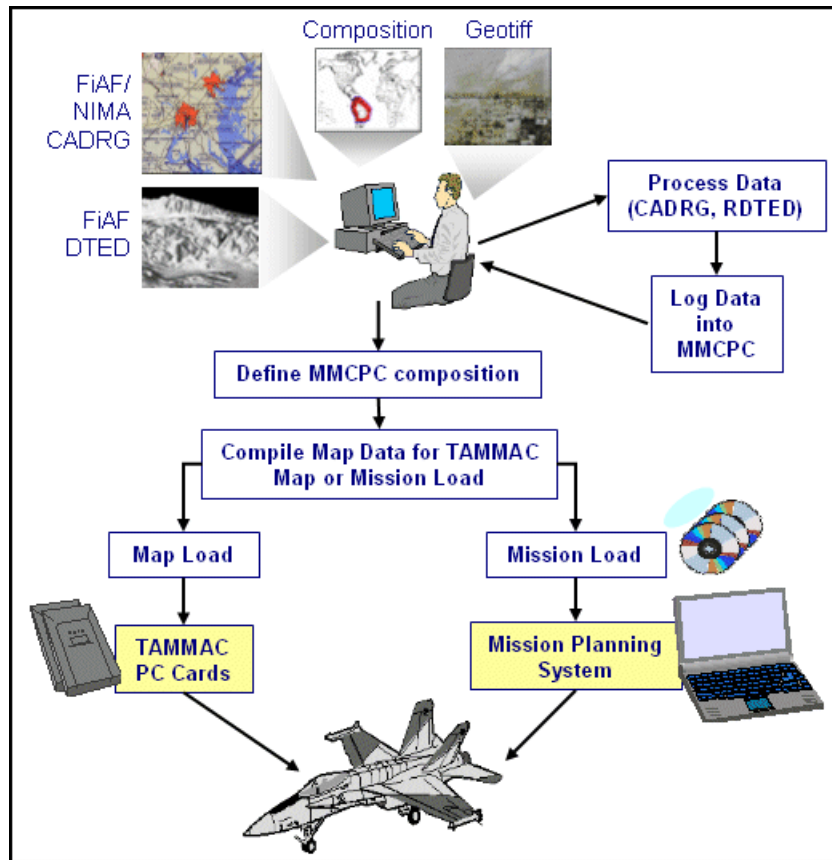 Composition
Geotiff
FiAF/
NIMA
CADRG
FiAF
DTED
Process Data
(CADRG, RDTED)
Log Data
into
MMCPC
Define MMCPC composition
Compile Map Data for TAMMAC
Map or Mission Load
Map Load
Mission Load
TAMMAC
PC Cards
Mission Planning
System